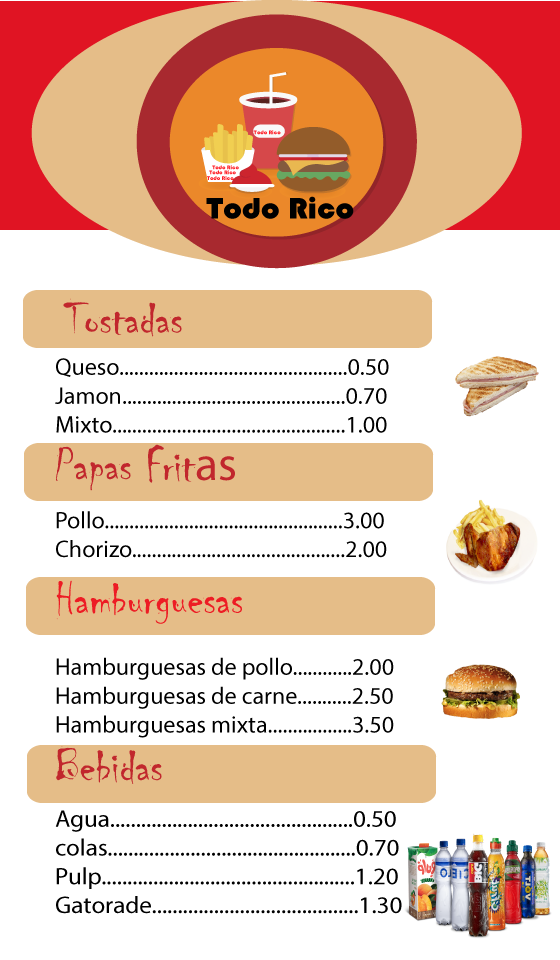 Todo Rico
Todo Rico
Todo Rico
Todo Rico
Todo Rico
Tostadas
Queso..............................................0.50
Jamon.............................................0.70
Mixto...............................................1.00
Papas Fritas
Pollo................................................3.00
Chorizo...........................................2.00
Hamburguesas
Hamburguesas de pollo............2.00
Hamburguesas de carne...........2.50
Hamburguesas mixta.................3.50
Bebidas
Agua.................................................0.50
colas..................................................0.70
Pulp...................................................1.20
Gatorade..........................................1.30
CIELO
BIG